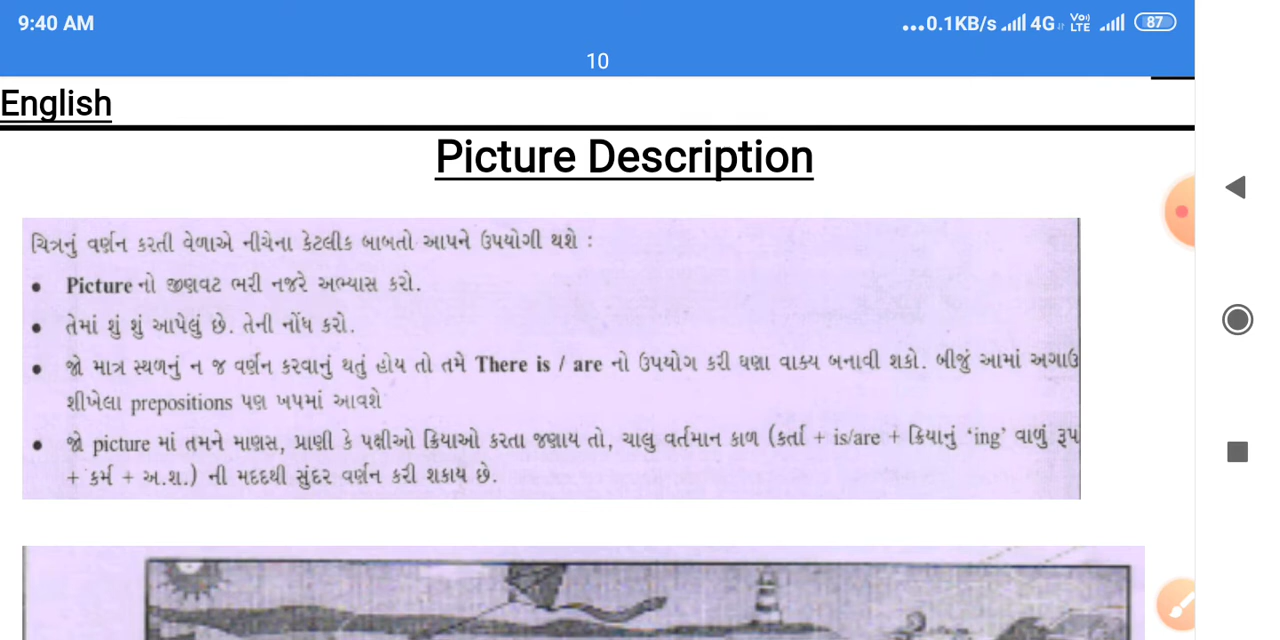 9:40 AM
...0.1KB/s 4G Vo) LTE 87
10
English
Picture Description
ચિત્રનું વર્ણન કરતી વેળાએ નીચેના કેટલીક બાબતો આપને ઉપયોગી થશે :
• Picture નો જીણવટ ભરી નજરે અભ્યાસ કરો.
• તેમાં શું શું આપેલું છે. તેની નોંધ કરો.
• જો માત્ર સ્થળનું ન જ વર્ણન કરવાનું થતું હોય તો તમે There is / are નો ઉપયોગ કરી ઘણા વાક્ય બનાવી શકો. બીજું આમાં અગાઉ
શીખેલા prepositions પણ ખપમાં આવશે
• જો picture માં તમને માણસ, પ્રાણી કે પક્ષીઓ ક્રિયાઓ કરતા જણાય તો, ચાલુ વર્તમાન કાળ (કર્તા + is/are + ક્રિયાનું ‘ing’ વાળું રૂપ
+ કર્મ + અ.શ.) ની મદદથી સુંદર વર્ણન કરી શકાય છે.